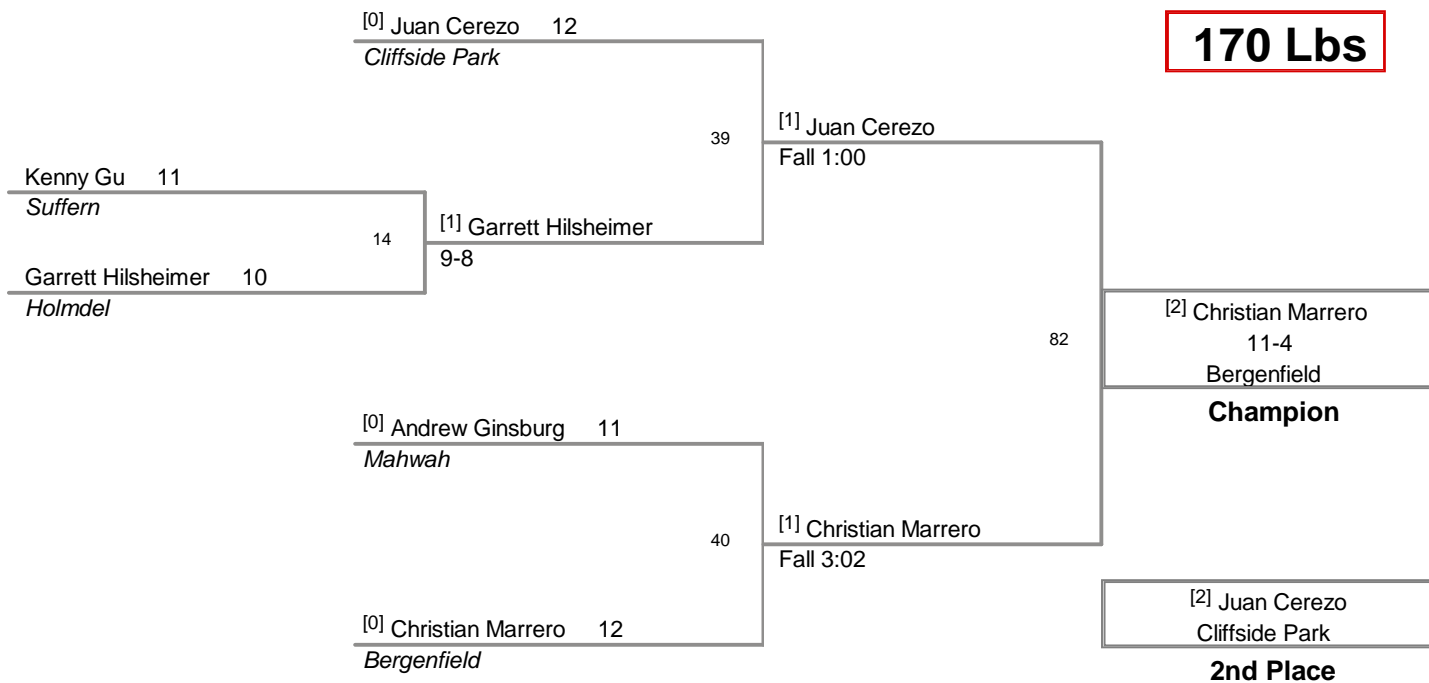 [0] Juan Cerezo 12
Cliffside Park
170 Lbs
39
[1] Juan Cerezo
Fall 1:00
Kenny Gu 11
Suffern
14
[1] Garrett Hilsheimer
9-8
Garrett Hilsheimer 10
Holmdel
82
[2] Christian Marrero
11-4
Bergenfield
Champion
[0] Andrew Ginsburg 11
Mahwah
40
[1] Christian Marrero
Fall 3:02
[0] Christian Marrero 12
Bergenfield
[2] Juan Cerezo
Cliffside Park
2nd Place